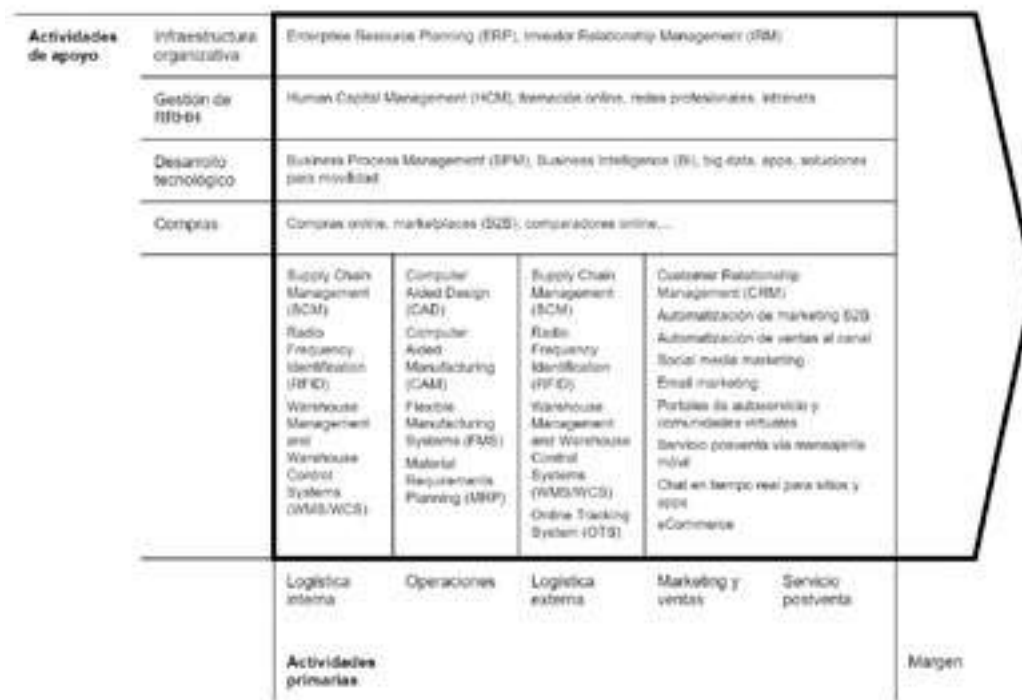 Actividades
de apoyo
Infraestructura
organizativa
Enterprise Resource Planning (ERP), Investor Relationship Management (IRM)
Gestión de
RRHH
Human Capital Management (HCM), formación online, redes profesionales, intranets
Desarrollo
tecnológico
Business Process Management (BPM), Business Intelligence (BI), big data, apps, soluciones
para movilidad
Compras
Compras online, marketplaces (B2B), comparadores online,...
Supply Chain
Management
(SCM)
Radio
Frequency
Identification
(RFID)
Warehouse
Management
and
Warehouse
Control
Systems
(WMS/WCS)
Computer
Aided Design
(CAD)
Computer
Aided
Manufacturing
(CAM)
Flexible
Manufacturing
Systems (FMS)
Material
Requirements
Planning (MRP)
Supply Chain
Management
(SCM)
Radio
Frequency
Identification
(RFID)
Warehouse
Management
and Warehouse
Control
Systems
(WMS/WCS)
Online Tracking
System (OTS)
Customer Relationship
Management (CRM)
Automatización de marketing B2B
Automatización de ventas al canal
Social media marketing
Email marketing
Portales de autoservicio y
comunidades virtuales
Servicio posventa vía mensajería
móvil
Chat en tiempo real para sitios y
apps
eCommerce
Logística
interna
Operaciones
Logística
externa
Marketing y
ventas
Servicio
postventa
Actividades
primarias
Margen